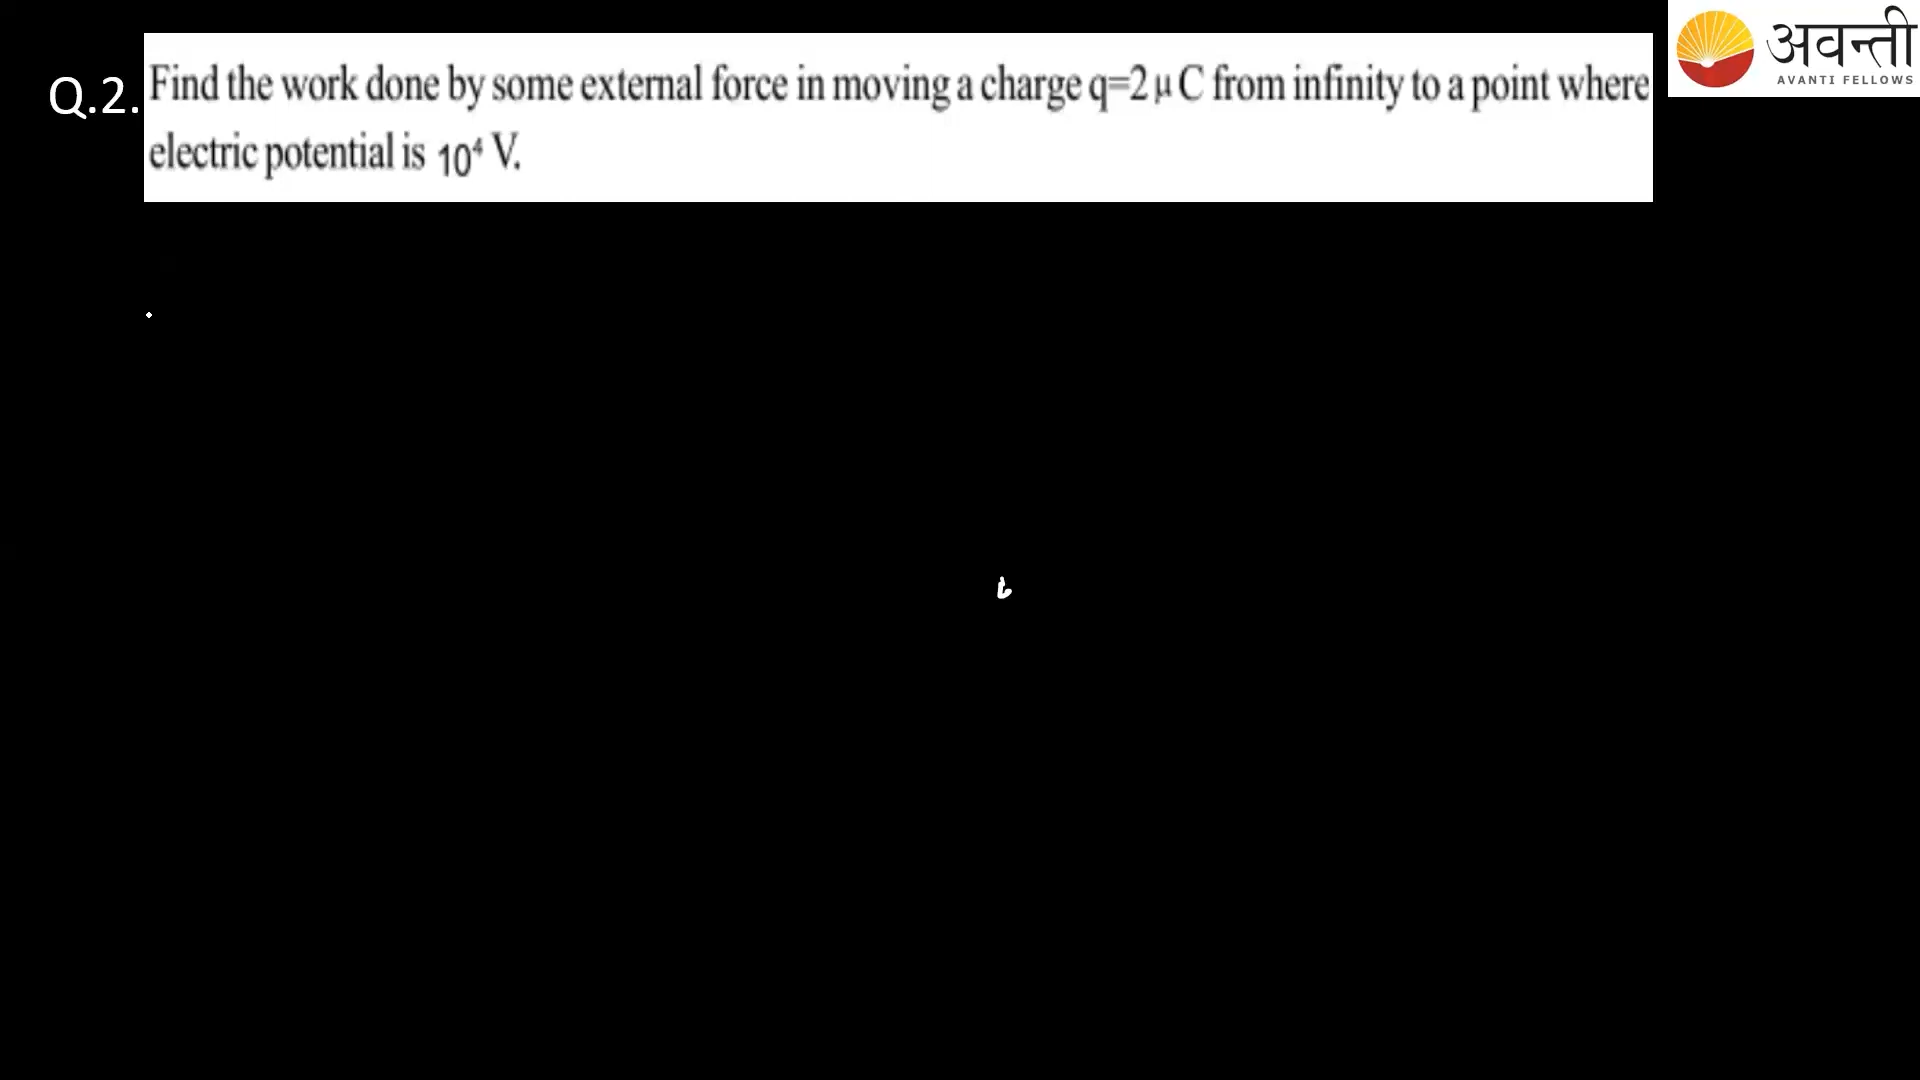 अवन्ती
AVANTI FELLOWS
Q.2. Find the work done by some external force in moving a charge q=2 μ C from infinity to a point where
electric potential is 10⁴ V.